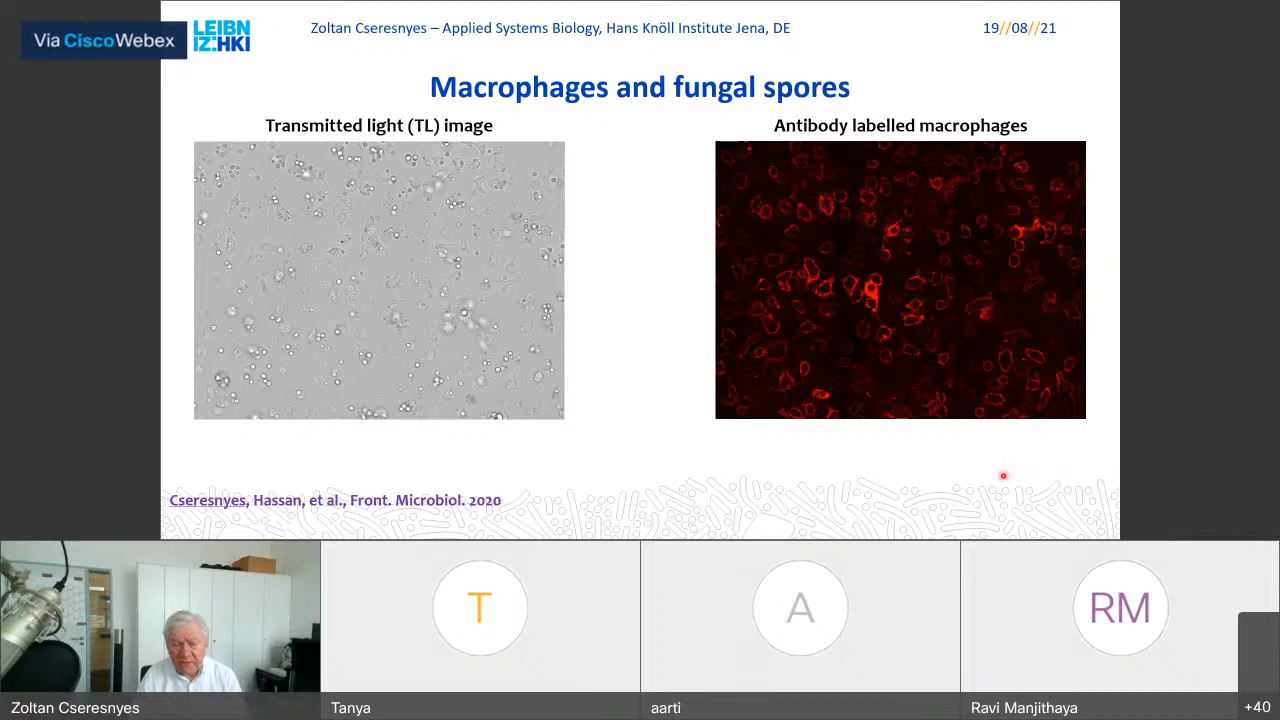 Via CiscoWebex
LEIBN
IZ:HKI
Zoltan Cseresnyes – Applied Systems Biology, Hans Knöll Institute Jena, DE
19//08//21
Macrophages and fungal spores
Transmitted light (TL) image
Antibody labelled macrophages
Cseresnyes, Hassan, et al., Front. Microbiol. 2020
T
A
RM
Zoltan Cseresnyes
Tanya
aarti
Ravi Manjithaya
+40